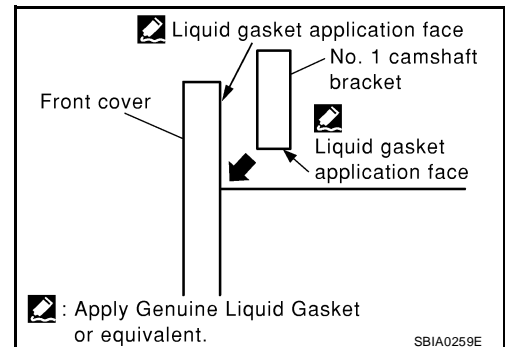 Liquid gasket application face
No. 1 camshaft
bracket
Front cover
Liquid gasket
application face
: Apply Genuine Liquid Gasket
or equivalent.
SBIA0259E